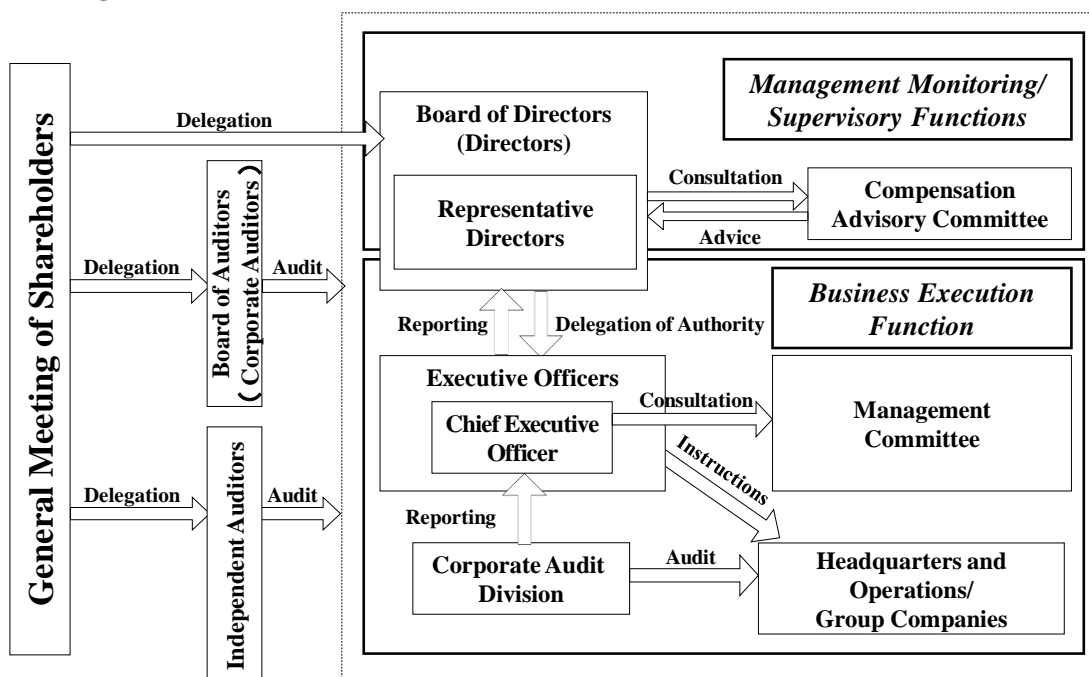 General Meeting of Shareholders
Delegation
Board of Directors
(Directors)
Representative
Directors
Management Monitoring/
Supervisory Functions
Consultation
Advice
Compensation
Advisory Committee
Delegation
Board of Auditors
(Corporate Auditors)
Audit
Reporting
Delegation of Authority
Business Execution
Function
Executive Officers
Chief Executive
Officer
Consultation
Management
Committee
Instructions
Delegation
Independent Auditors
Audit
Reporting
Corporate Audit
Division
Audit
Headquarters and
Operations/
Group Companies